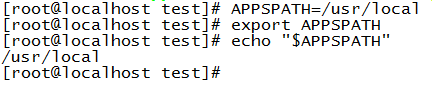 [root@localhost test]# APPSPATH=/usr/local
[root@localhost test]# export APPSPATH
[root@localhost test]# echo "$APPSPATH"
/usr/local
[root@localhost test]#